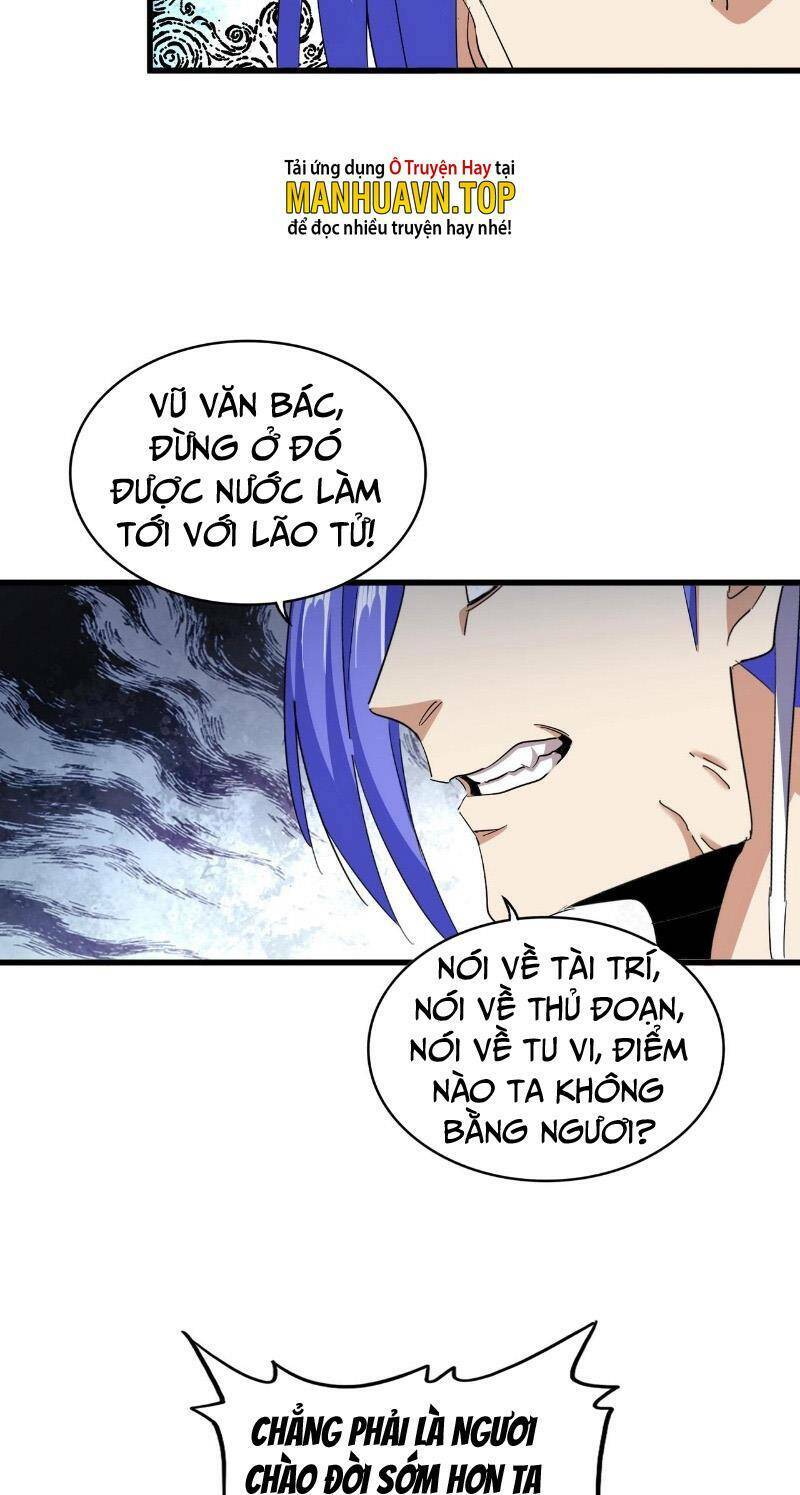 Tải ứng dụng Ô Truyện Hay tại
MANHUAVN.TOP
để đọc nhiều truyện hay nhé!
VŨ VĂN BÁC,
ĐỪNG Ở ĐÓ
ĐƯỢC NƯỚC LÀM
TỚI VỚI LÃO TỬ!
NÓI VỀ TÀI TRÍ,
NÓI VỀ THỦ ĐOẠN,
NÓI VỀ TU VI, ĐIỂM
NÀO TA KHÔNG
BẰNG NGƯƠI?
CHẲNG PHẢI LÀ NGƯƠI
CHÀO ĐỜI SỚM HƠN TA